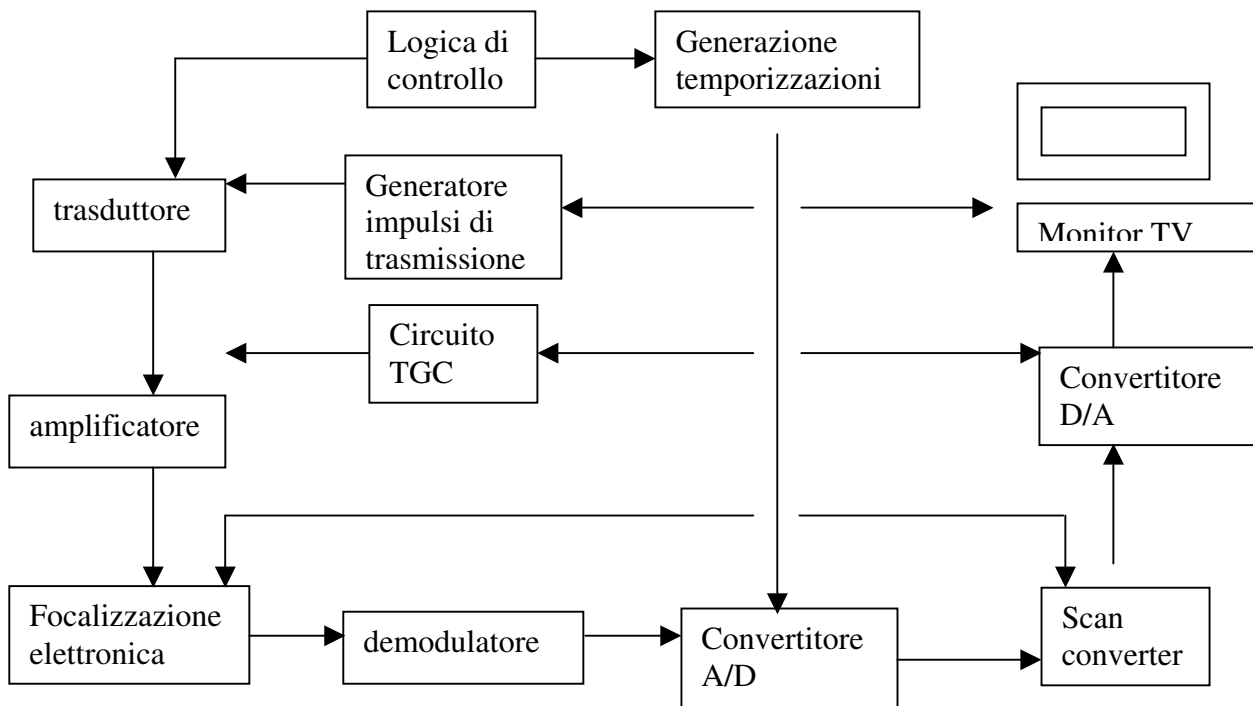 Logica di
controllo
Generazione
temporizzazioni
trasduttore
Generatore
impulsi di
trasmissione
Monitor TV
Circuito
TGC
Convertitore
D/A
amplificatore
Focalizzazione
elettronica
demodulatore
Convertitore
A/D
Scan
converter